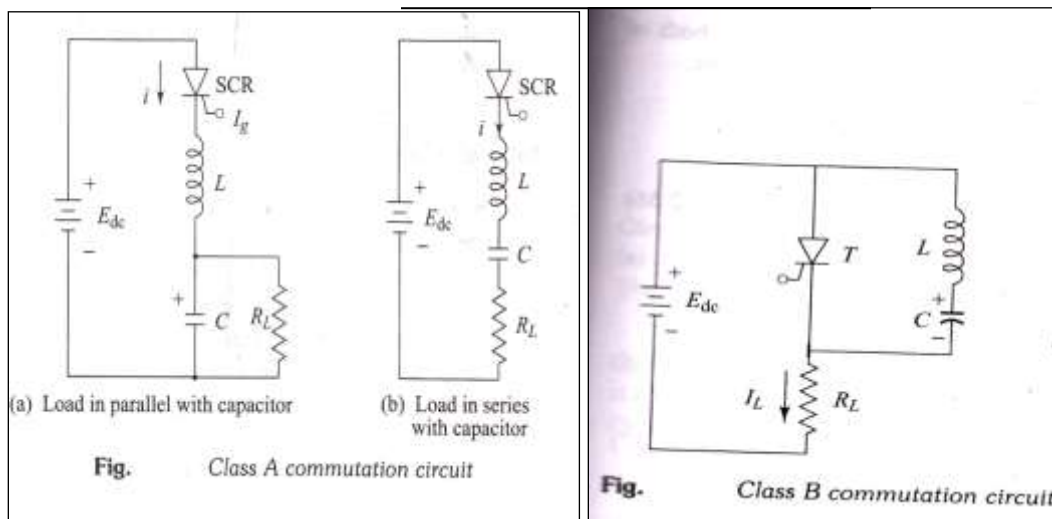 SCR
i
I_g
L
+
E_dc
−
+
C
R_L
(a) Load in parallel with capacitor
SCR
i
L
+
E_dc
−
C
R_L
(b) Load in series
with capacitor
Fig. Class A commutation circuit
T
L
+
E_dc
−
+
C
−
I_L
R_L
Fig. Class B commutation circuit